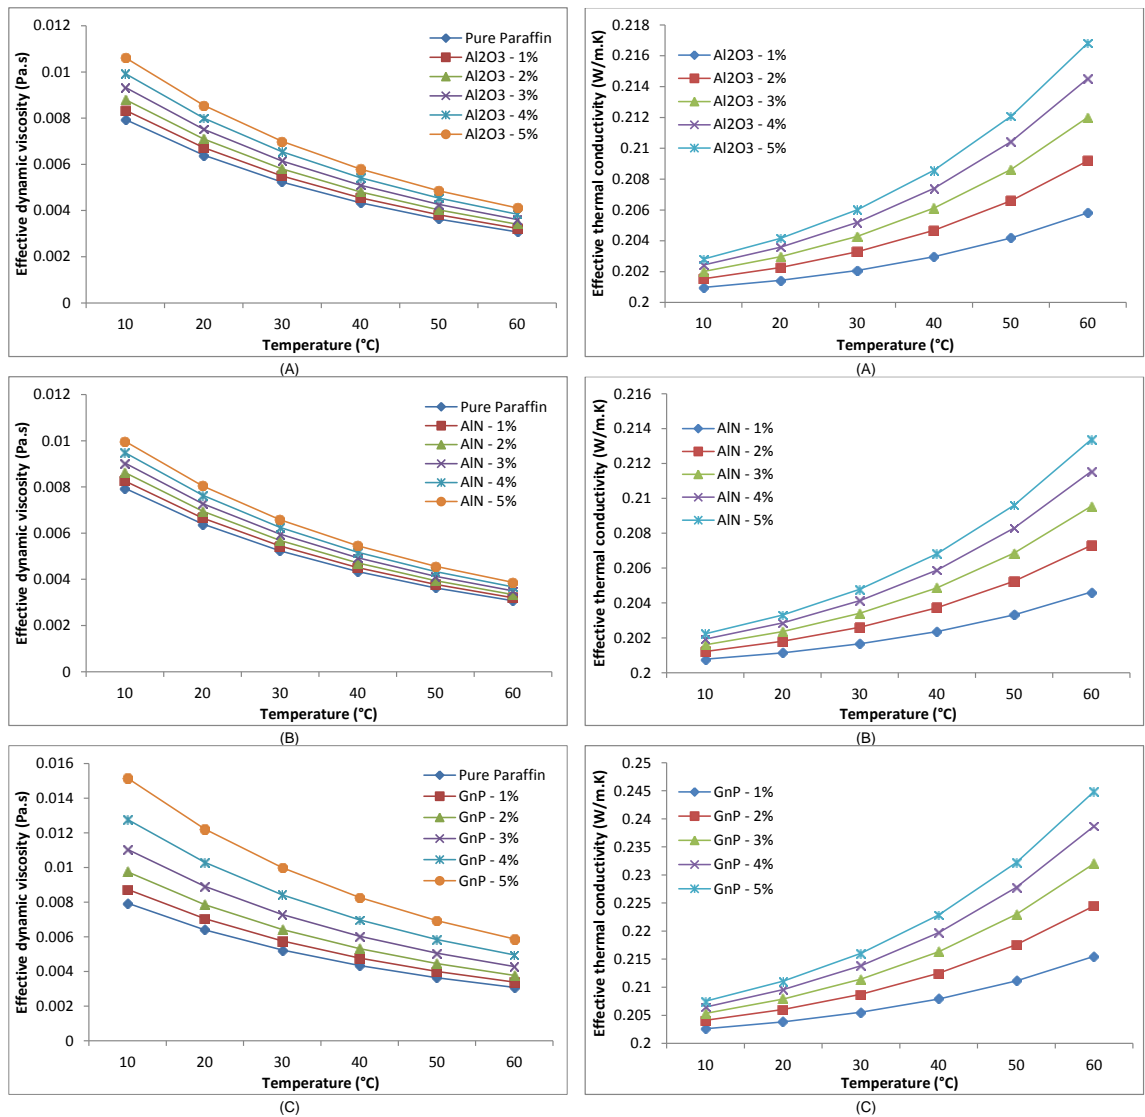 Effective dynamic viscosity (Pa.s)
0.012
0.01
0.008
0.006
0.004
0.002
0
10 20 30 40 50 60
Temperature (°C)
Pure Paraffin
Al2O3 - 1%
Al2O3 - 2%
Al2O3 - 3%
Al2O3 - 4%
Al2O3 - 5%
(A)
Effective thermal conductivity (W/m.K)
0.218
0.216
0.214
0.212
0.21
0.208
0.206
0.204
0.202
0.2
10 20 30 40 50 60
Temperature (°C)
Al2O3 - 1%
Al2O3 - 2%
Al2O3 - 3%
Al2O3 - 4%
Al2O3 - 5%
(A)
Effective dynamic viscosity (Pa.s)
0.012
0.01
0.008
0.006
0.004
0.002
0
10 20 30 40 50 60
Temperature (°C)
Pure Paraffin
AlN - 1%
AlN - 2%
AlN - 3%
AlN - 4%
AlN - 5%
(B)
Effective thermal conductivity (W/m.K)
0.216
0.214
0.212
0.21
0.208
0.206
0.204
0.202
0.2
10 20 30 40 50 60
Temperature (°C)
AlN - 1%
AlN - 2%
AlN - 3%
AlN - 4%
AlN - 5%
(B)
Effective dynamic viscosity (Pa.s)
0.016
0.014
0.012
0.01
0.008
0.006
0.004
0.002
0
10 20 30 40 50 60
Temperature (°C)
Pure Paraffin
GnP - 1%
GnP - 2%
GnP - 3%
GnP - 4%
GnP - 5%
(C)
Effective thermal conductivity (W/m.K)
0.25
0.245
0.24
0.235
0.23
0.225
0.22
0.215
0.21
0.205
0.2
10 20 30 40 50 60
Temperature (°C)
GnP - 1%
GnP - 2%
GnP - 3%
GnP - 4%
GnP - 5%
(C)